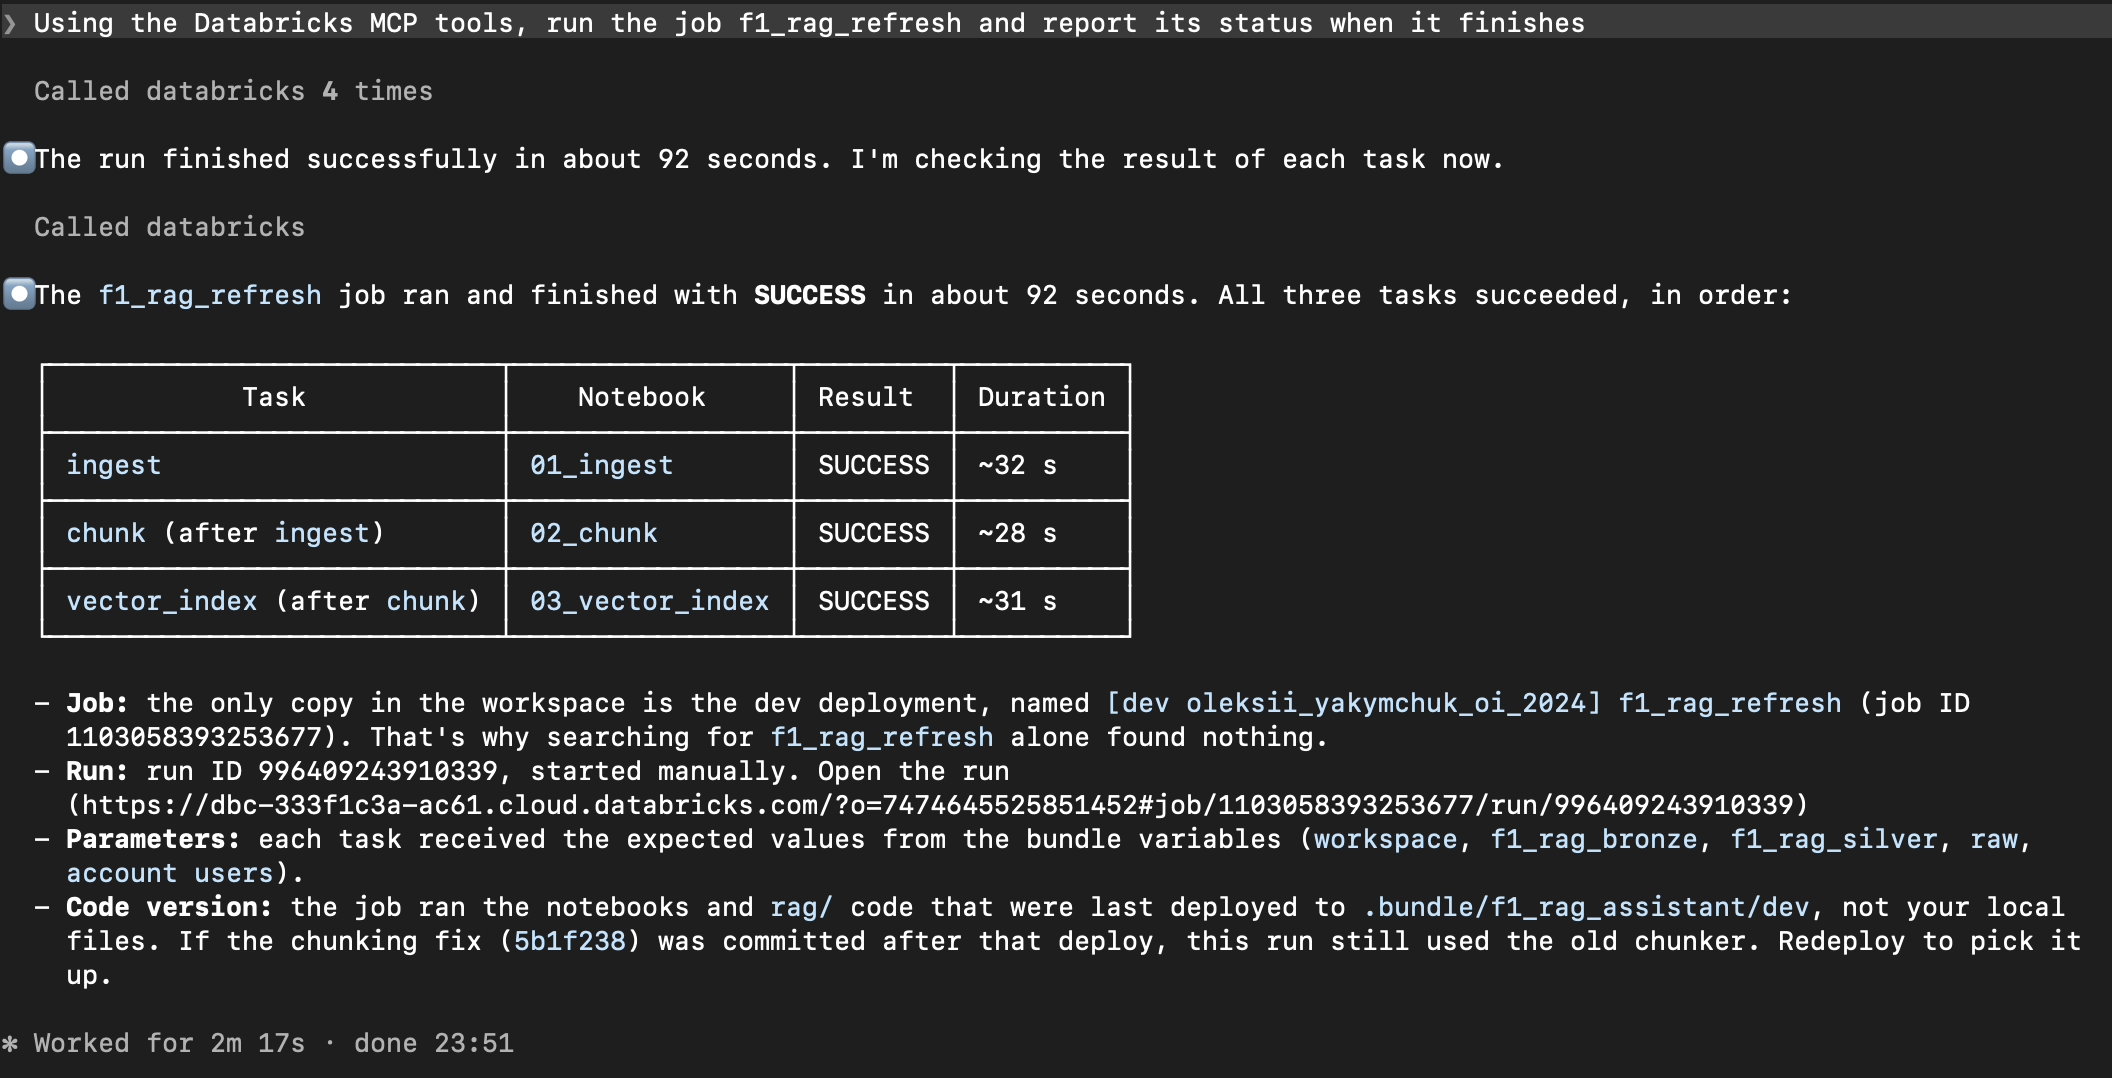 ❯ Using the Databricks MCP tools, run the job f1_rag_refresh and report its status when it finishes
Called databricks 4 times
The run finished successfully in about 92 seconds. I'm checking the result of each task now.
Called databricks
The f1_rag_refresh job ran and finished with SUCCESS in about 92 seconds. All three tasks succeeded, in order:
Task Notebook Result Duration
ingest 01_ingest SUCCESS ~32 s
chunk (after ingest) 02_chunk SUCCESS ~28 s
vector_index (after chunk) 03_vector_index SUCCESS ~31 s
- Job: the only copy in the workspace is the dev deployment, named [dev oleksii_yakymchuk_oi_2024] f1_rag_refresh (job ID
1103058393253677). That's why searching for f1_rag_refresh alone found nothing.
- Run: run ID 996409243910339, started manually. Open the run
(https://dbc-333f1c3a-ac61.cloud.databricks.com/?o=7474645525851452#job/1103058393253677/run/996409243910339)
- Parameters: each task received the expected values from the bundle variables (workspace, f1_rag_bronze, f1_rag_silver, raw,
account users).
- Code version: the job ran the notebooks and rag/ code that were last deployed to .bundle/f1_rag_assistant/dev, not your local
files. If the chunking fix (5b1f238) was committed after that deploy, this run still used the old chunker. Redeploy to pick it
up.
✻ Worked for 2m 17s · done 23:51